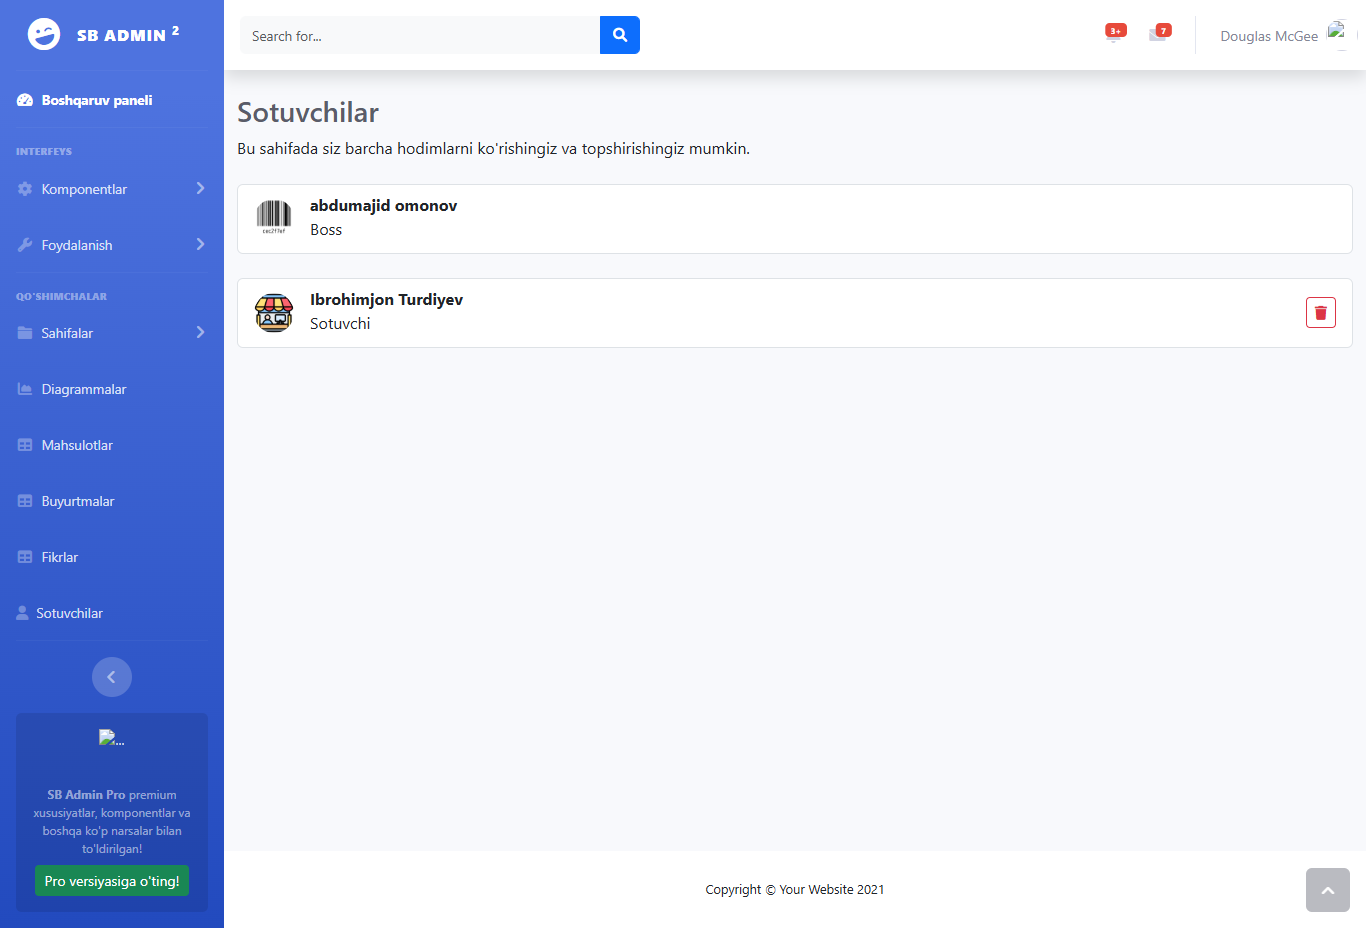 SB ADMIN 2
Boshqaruv paneli
INTERFEYS
Komponentlar
Foydalanish
QO'SHIMCHALAR
Sahifalar
Diagrammalar
Mahsulotlar
Buyurtmalar
Fikrlar
Sotuvchilar
...
SB Admin Pro premium
xususiyatlar, komponentlar va
boshqa ko'p narsalar bilan
to'ldirilgan!
Pro versiyasiga o'ting!
Search for...
3+
7
Douglas McGee
Sotuvchilar
Bu sahifada siz barcha hodimlarni ko'rishingiz va topshirishingiz mumkin.
abdumajid omonov
Boss
Ibrohimjon Turdiyev
Sotuvchi
Copyright © Your Website 2021